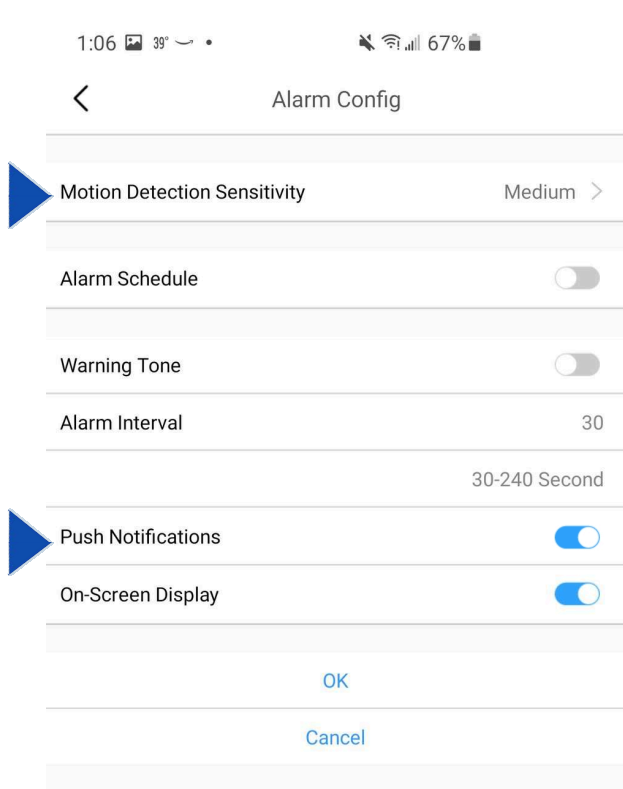 1:06 39° 67%
Alarm Config
Motion Detection Sensitivity Medium
Alarm Schedule
Warning Tone
Alarm Interval 30
30-240 Second
Push Notifications
On-Screen Display
OK
Cancel